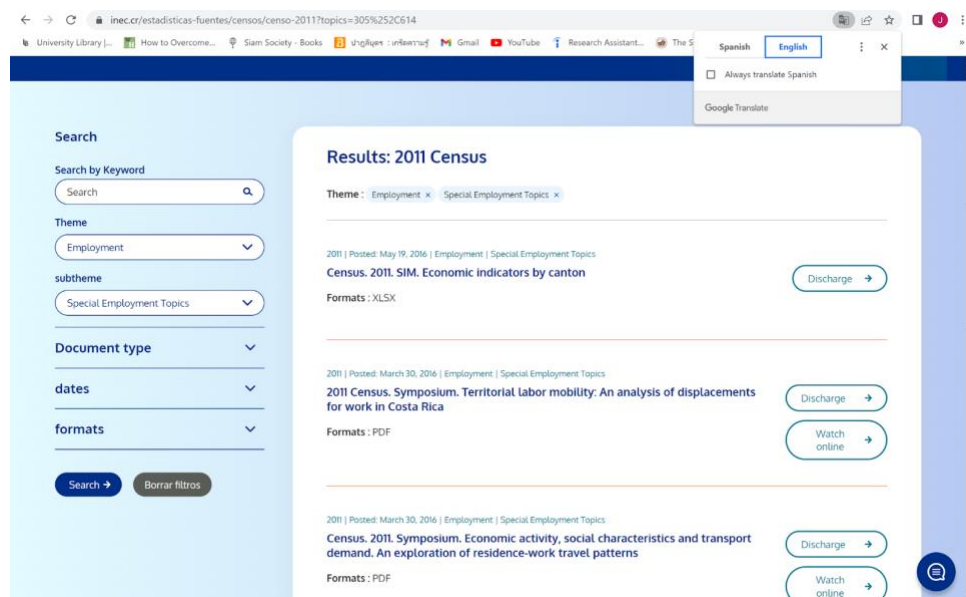 inec.cr/estadisticas-fuentes/censos/censo-2011?topics=305%252C614
University Library |...
How to Overcome...
Siam Society - Books
Gmail
YouTube
Research Assistant...
The S
Spanish
English
Always translate Spanish
Google Translate
Search
Search by Keyword
Search
Theme
Employment
subtheme
Special Employment Topics
Document type
dates
formats
Search
Borrar filtros
Results: 2011 Census
Theme : Employment × Special Employment Topics ×
2011 | Posted: May 19, 2016 | Employment | Special Employment Topics
Census. 2011. SIM. Economic indicators by canton
Discharge
Formats : XLSX
2011 | Posted: March 30, 2016 | Employment | Special Employment Topics
2011 Census. Symposium. Territorial labor mobility: An analysis of displacements
for work in Costa Rica
Discharge
Formats : PDF
Watch
online
2011 | Posted: March 30, 2016 | Employment | Special Employment Topics
Census. 2011. Symposium. Economic activity, social characteristics and transport
demand. An exploration of residence-work travel patterns
Discharge
Formats : PDF
Watch
online